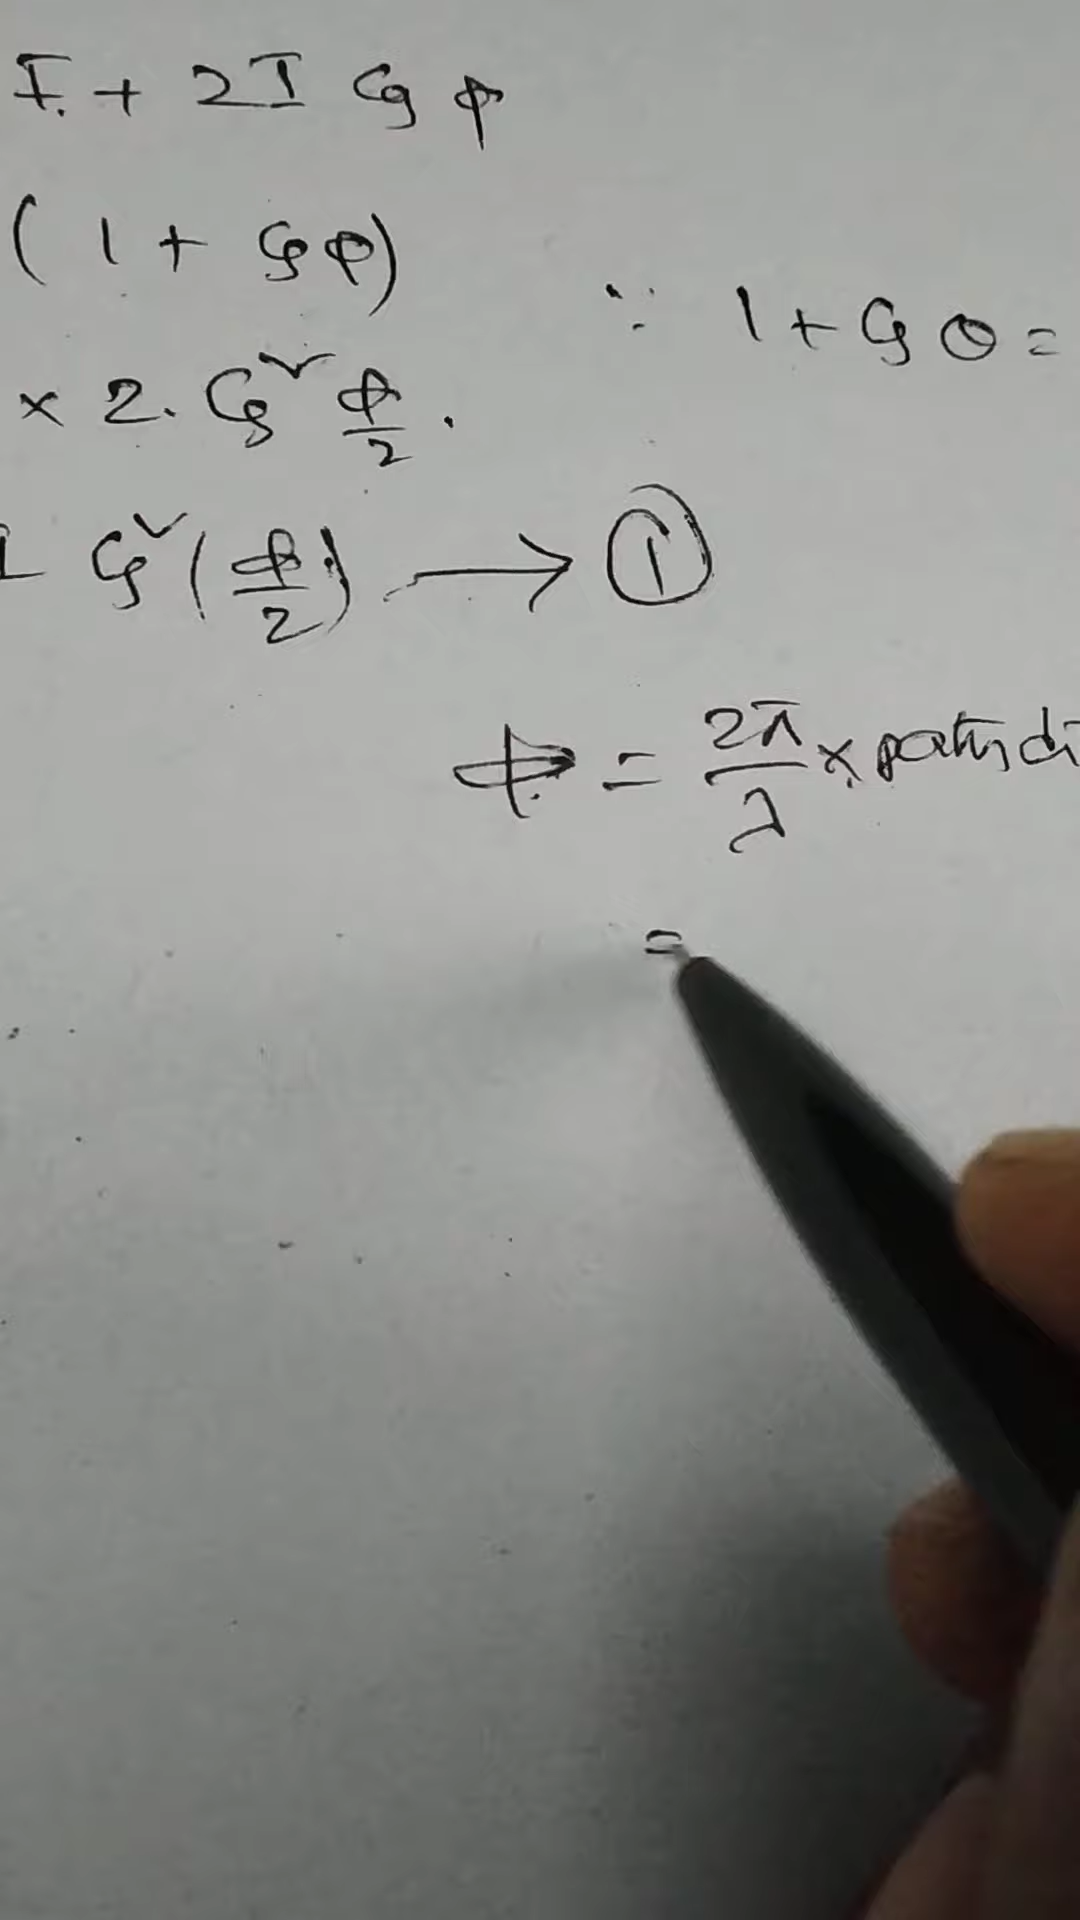 I + 2I Cos φ
(1 + Cos φ)
∵ 1 + Cos θ =
× 2. Cos² φ/2.
I Cos² (φ/2) → ①
φ = 2π/λ × path di
=